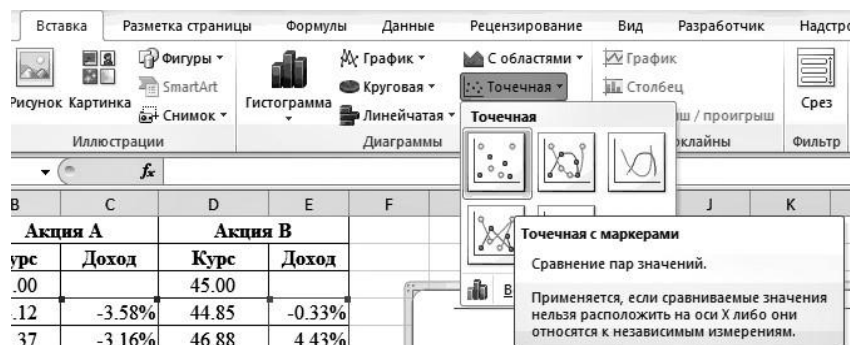 Вставка Разметка страницы Формулы Данные Рецензирование Вид Разработчик Надстро
Фигуры График С областями График
SmartArt Круговая Точечная Столбец
Рисунок Картинка Снимок Гистограмма Линейчатая ш / проигрыш Срез
Иллюстрации Диаграммы рклайны Фильтр
Точечная
fx
B C D E F J K
Акция A Акция B
Курс Доход Курс Доход
.00 45.00
.12 -3.58% 44.85 -0.33%
37 -3.16% 46.88 4.43%
В
Точечная с маркерами
Сравнение пар значений.
Применяется, если сравниваемые значения
нельзя расположить на оси X либо они
относятся к независимым измерениям.